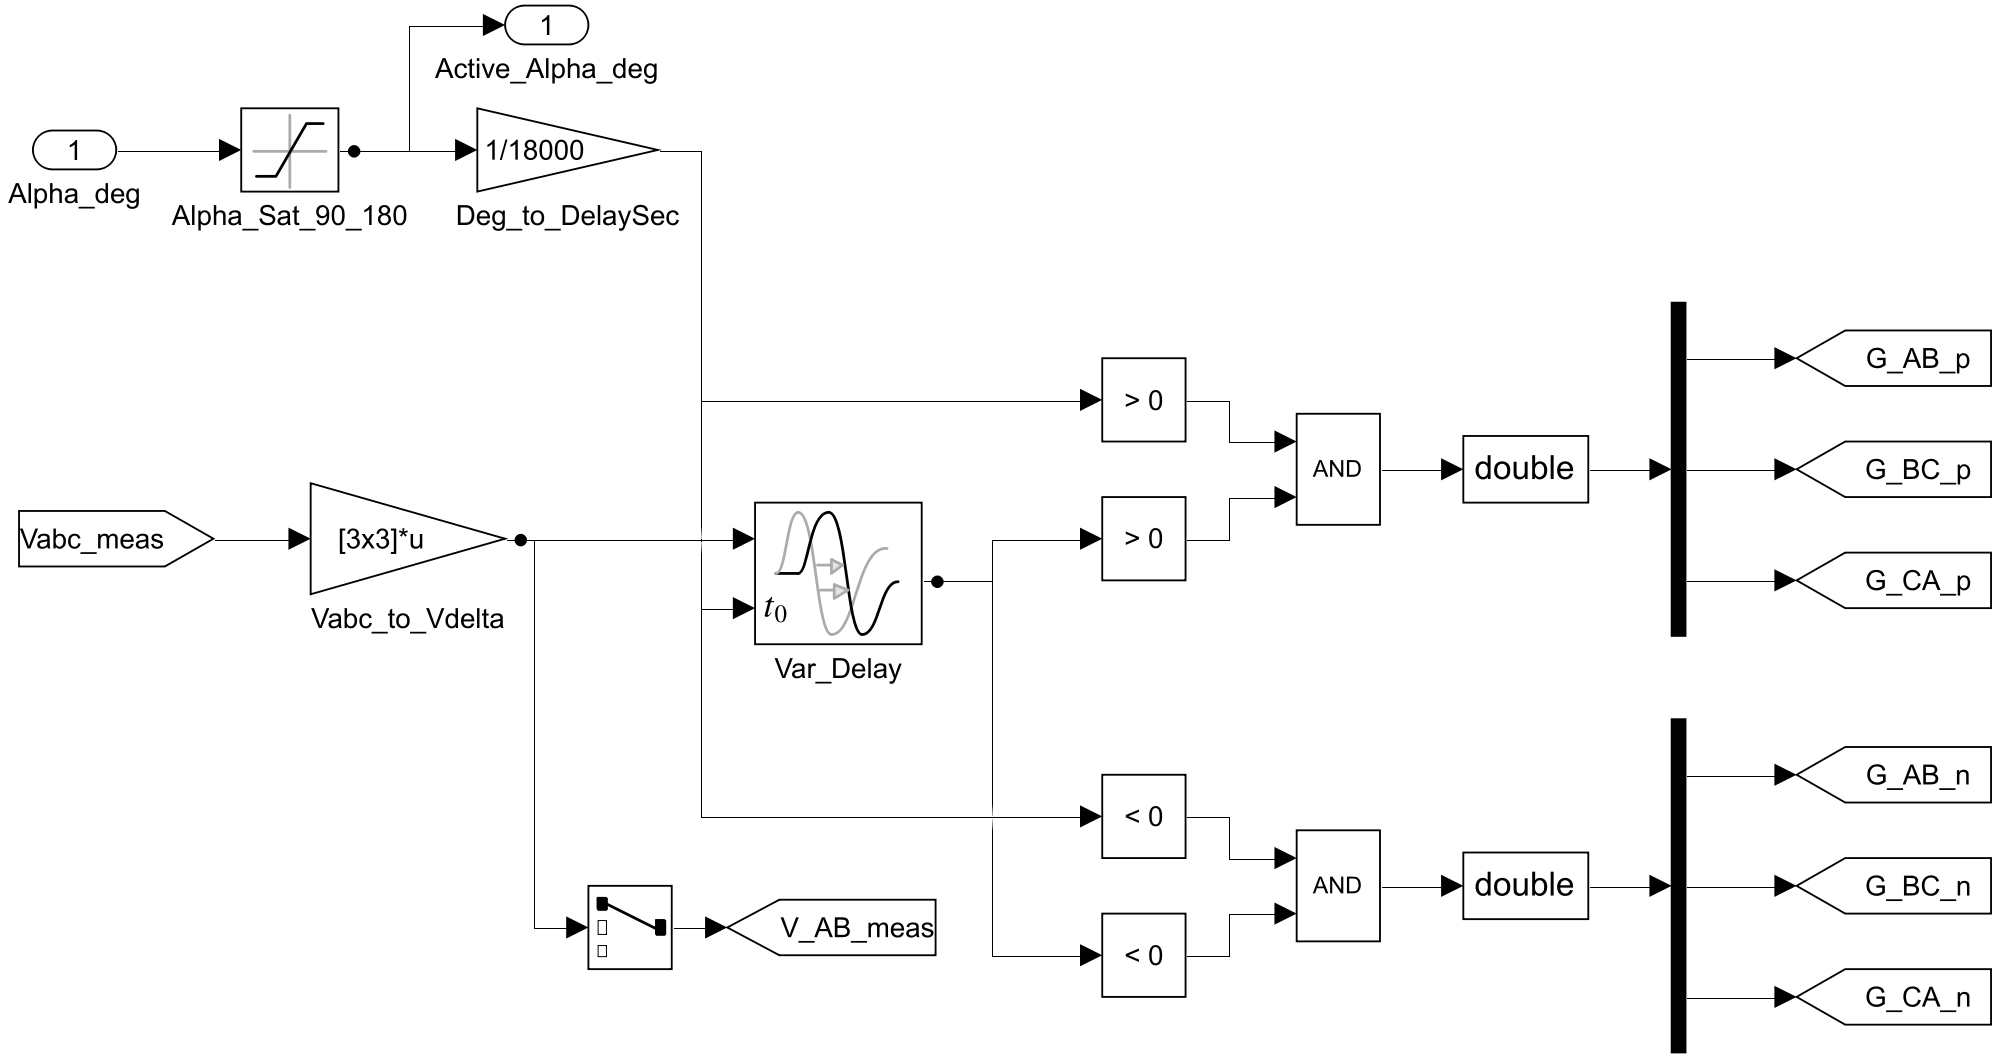 1
Active_Alpha_deg
1
Alpha_deg
Alpha_Sat_90_180
1/18000
Deg_to_DelaySec
> 0
G_AB_p
AND
double
G_BC_p
Vabc_meas
[3x3]*u
Vabc_to_Vdelta
t0
Var_Delay
> 0
G_CA_p
< 0
G_AB_n
AND
double
G_BC_n
V_AB_meas
< 0
G_CA_n